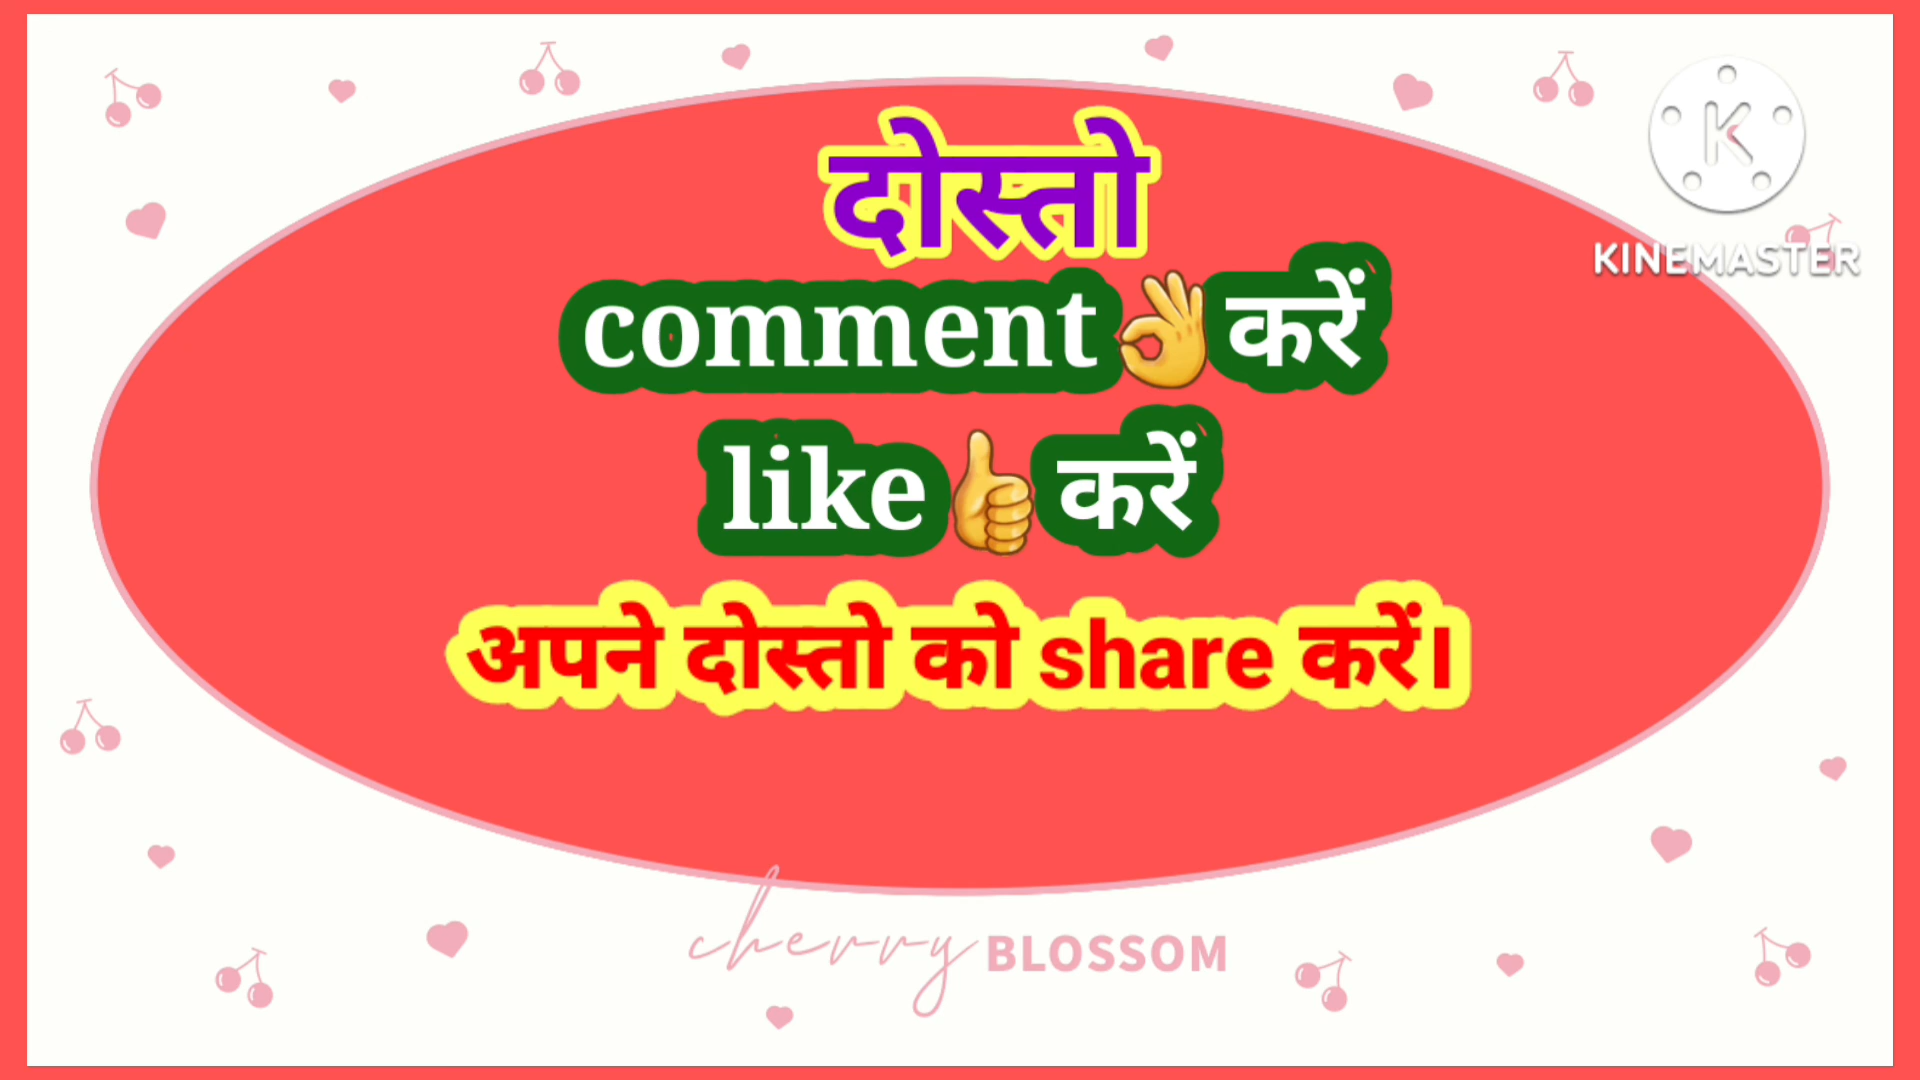 दोस्तो
comment👌करें
like👍करें
अपने दोस्तो को share करें।
KINEMASTER
cherry BLOSSOM